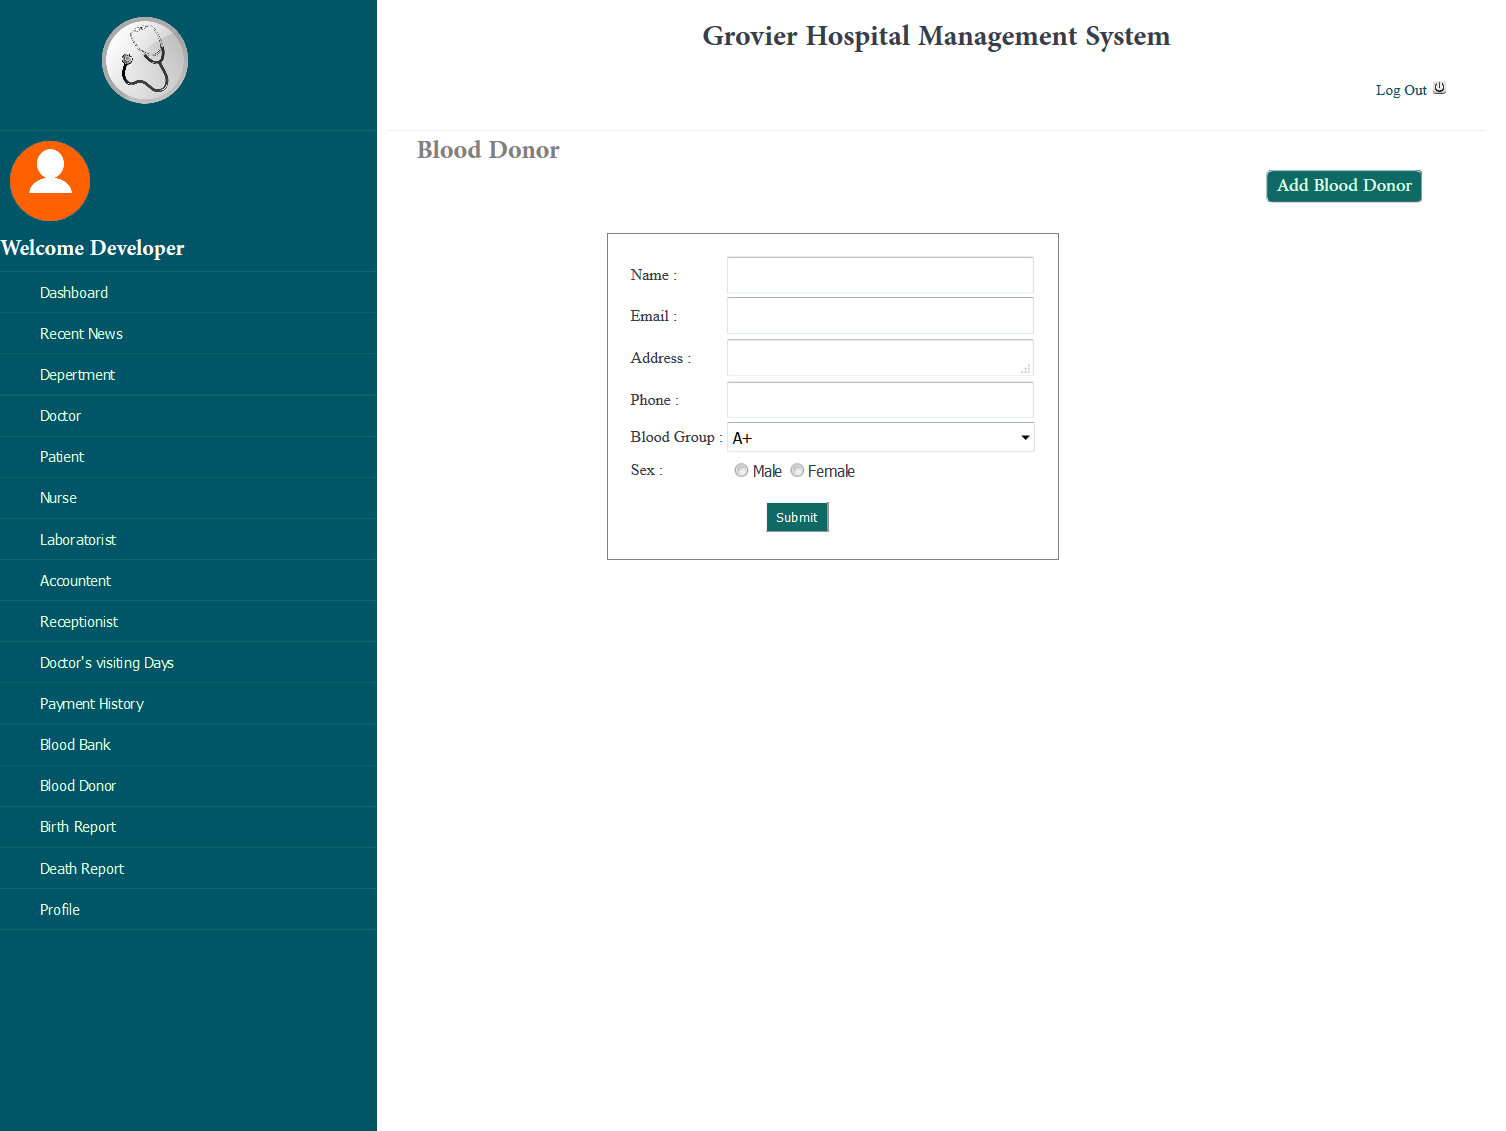 Grovier Hospital Management System
Log Out
Welcome Developer
Dashboard
Recent News
Depertment
Doctor
Patient
Nurse
Laboratorist
Accountent
Receptionist
Doctor's visiting Days
Payment History
Blood Bank
Blood Donor
Birth Report
Death Report
Profile
Blood Donor
Add Blood Donor
Name :
Email :
Address :
Phone :
Blood Group : A+
Sex : Male Female
Submit